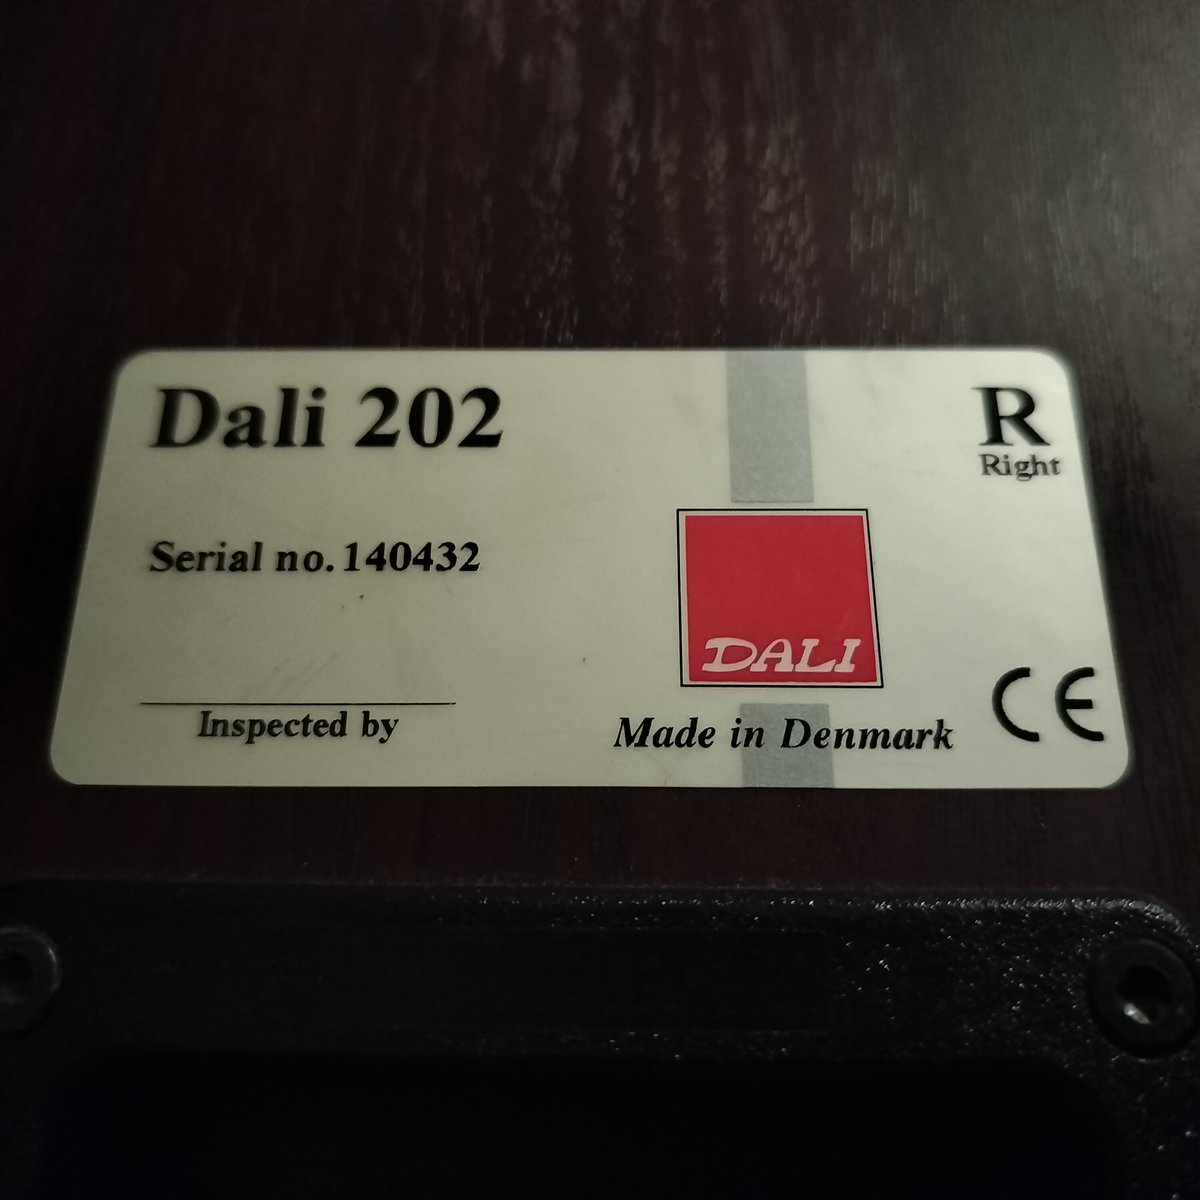 Dali 202
R
Right
Serial no. 140432
DALI
Inspected by
Made in Denmark
CE